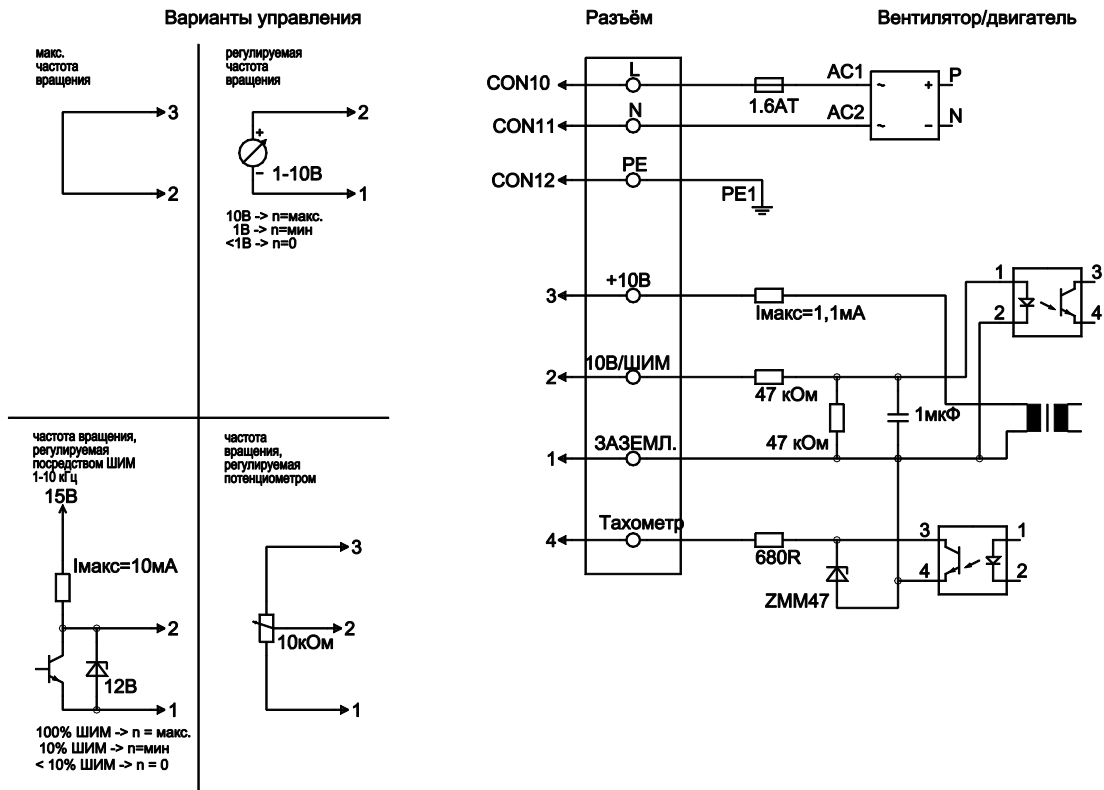 Варианты управления
Разъём
Вентилятор/двигатель
макс.
частота
вращения
3
2
регулируемая
частота
вращения
2
+
1-10В
–
1
10В -> n=макс.
1В -> n=мин
<1В -> n=0
частота вращения,
регулируемая
посредством ШИМ
1-10 кГц
15В
Iмакс=10мА
2
12В
1
100% ШИМ -> n = макс.
10% ШИМ -> n=мин
< 10% ШИМ -> n = 0
частота
вращения,
регулируемая
потенциометром
3
2
10кОм
1
CON10
L
1.6АТ
AC1
~
+
P
CON11
N
AC2
~
–
N
CON12
PE
PE1
3
+10В
Iмакс=1,1мА
1
2
3
4
2
10В/ШИМ
47 кОм
47 кОм
1мкФ
1
ЗАЗЕМЛ.
4
Тахометр
680R
ZMM47
3
4
1
2